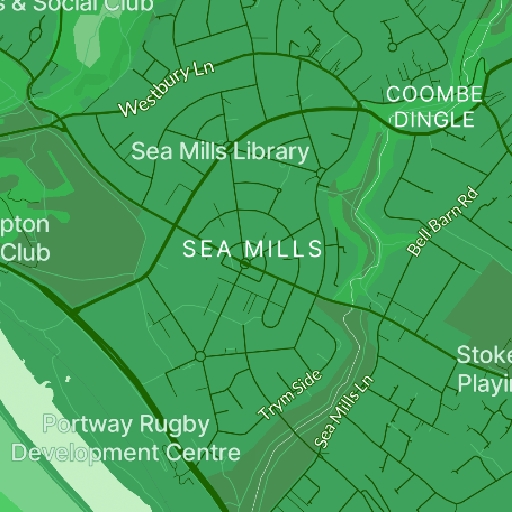 s & Social Club
Westbury Ln
COOMBE
DINGLE
Sea Mills Library
pton
Club
SEA MILLS
Bell Barn Rd
Stoke
Playi
Trym Side
Sea Mills Ln
Portway Rugby
Development Centre